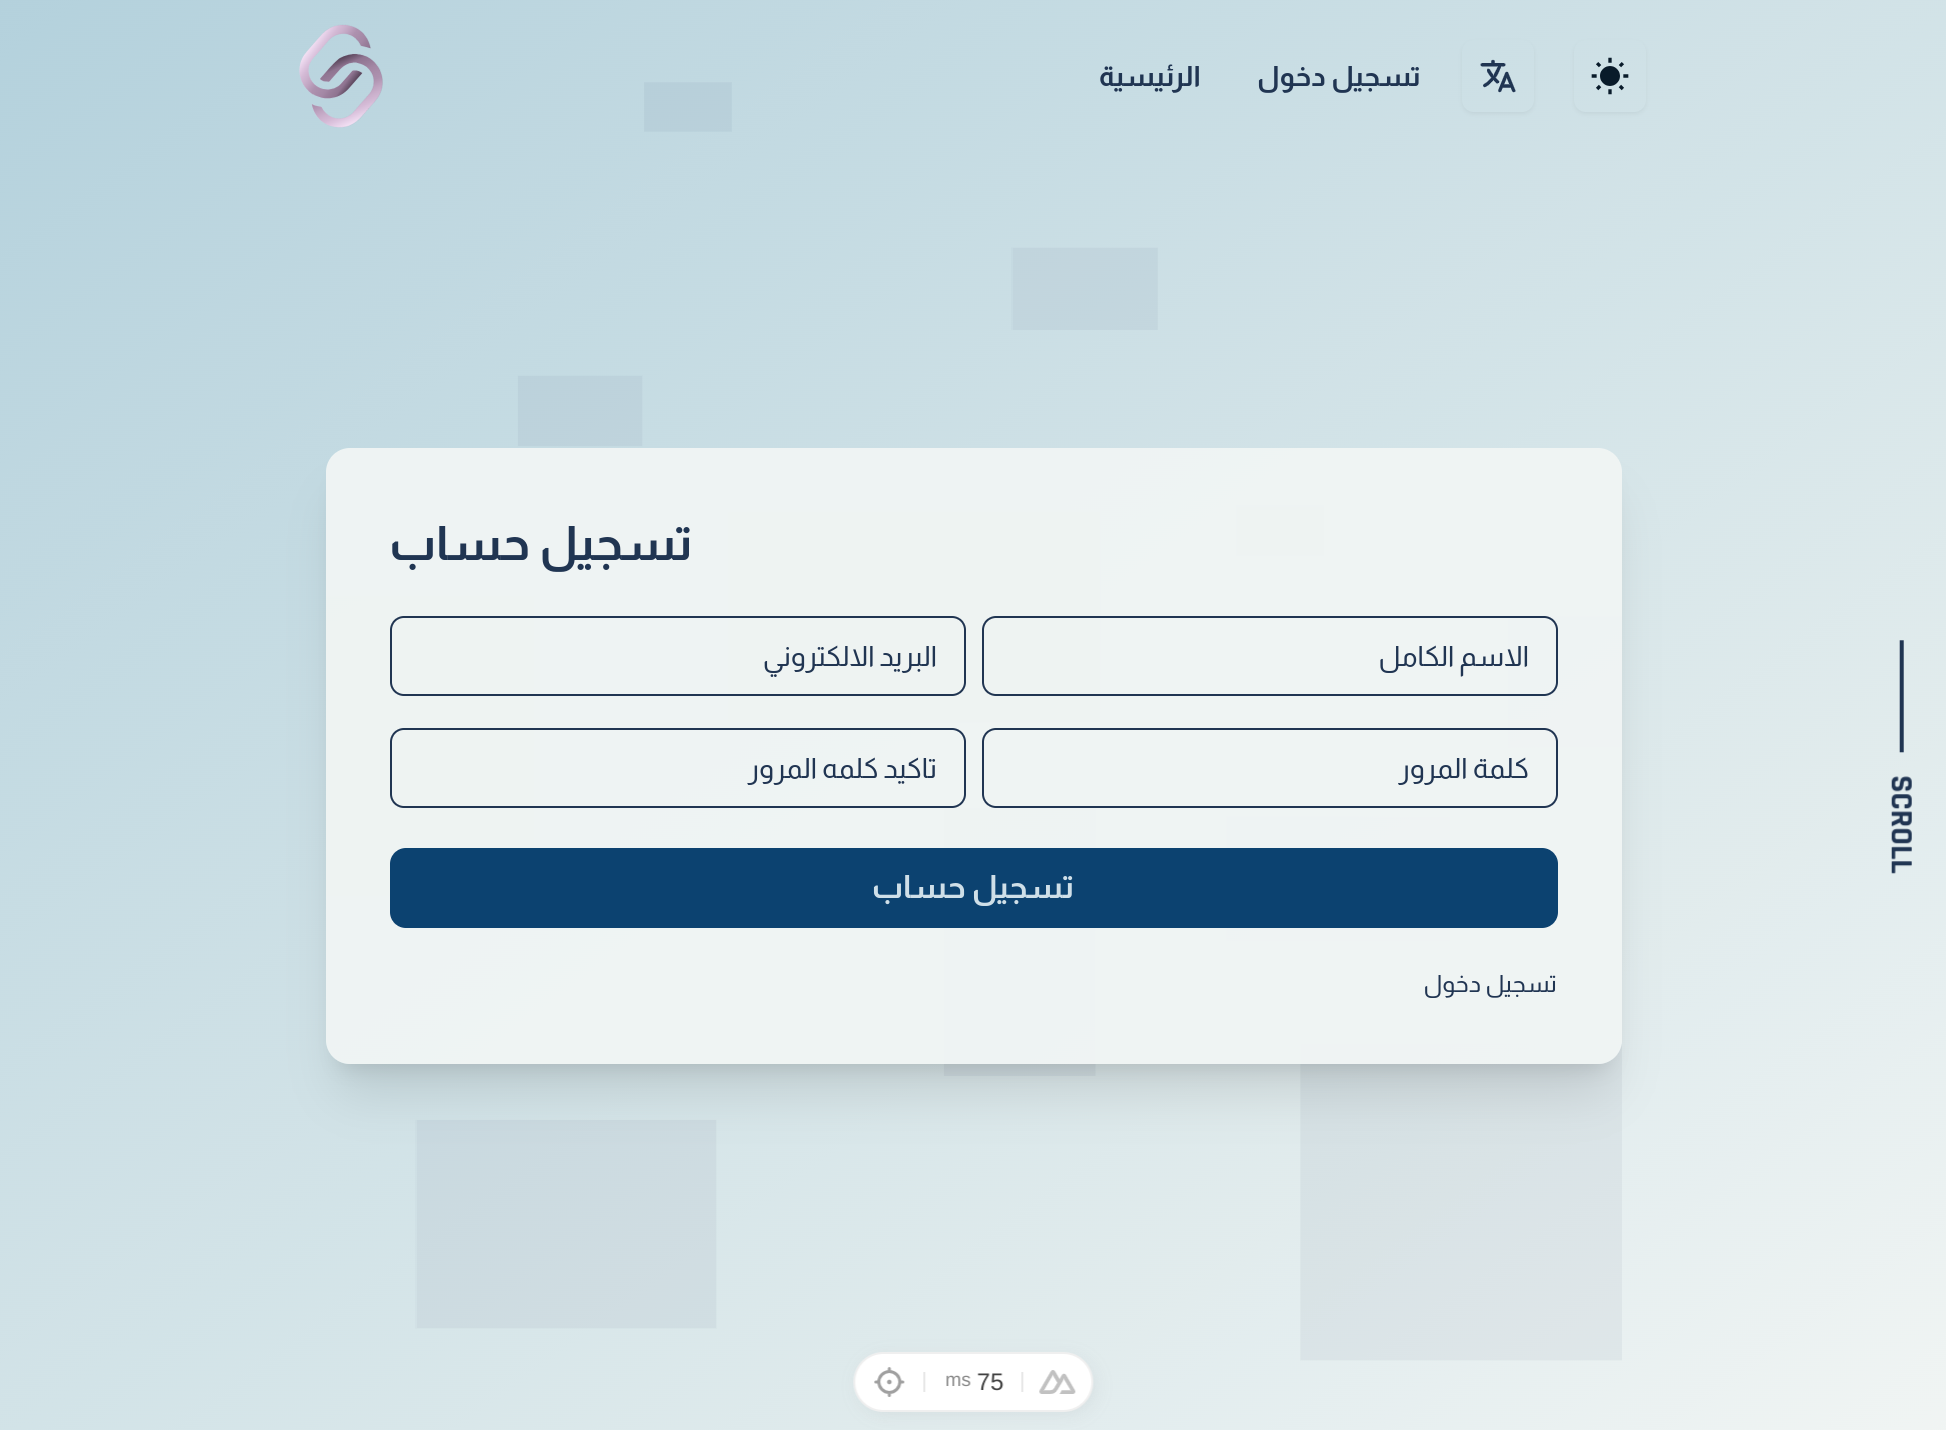 تسجيل دخول
الرئيسية
تسجيل حساب
الاسم الكامل
البريد الالكتروني
كلمة المرور
تاكيد كلمه المرور
تسجيل حساب
تسجيل دخول
SCROLL
75 ms